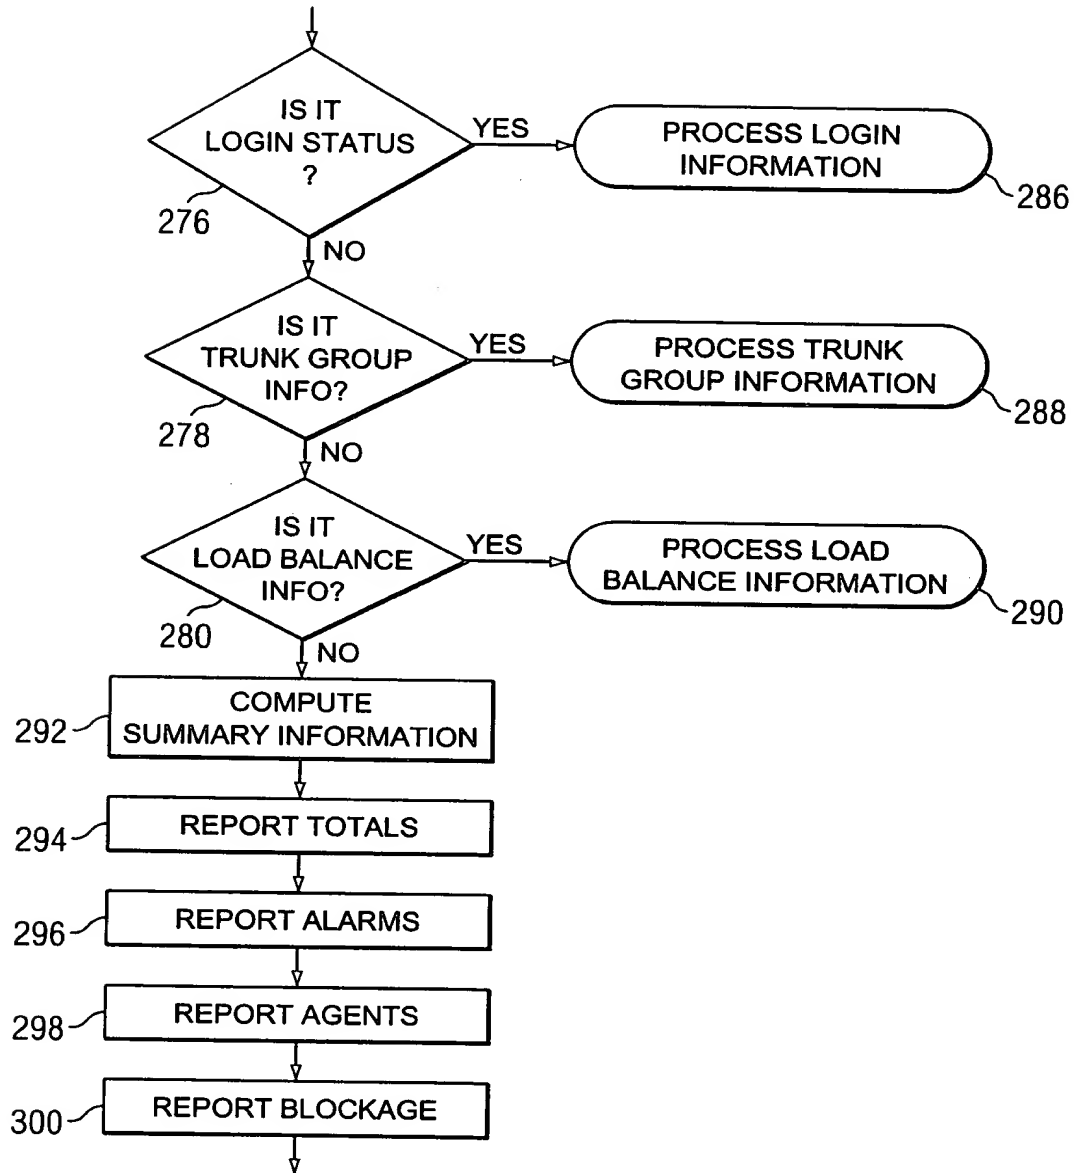 IS IT
LOGIN STATUS
?
YES
PROCESS LOGIN
INFORMATION
276
286
NO
IS IT
TRUNK GROUP
INFO?
YES
PROCESS TRUNK
GROUP INFORMATION
278
288
NO
IS IT
LOAD BALANCE
INFO?
YES
PROCESS LOAD
BALANCE INFORMATION
280
290
NO
COMPUTE
SUMMARY INFORMATION
292
REPORT TOTALS
294
REPORT ALARMS
296
REPORT AGENTS
298
REPORT BLOCKAGE
300